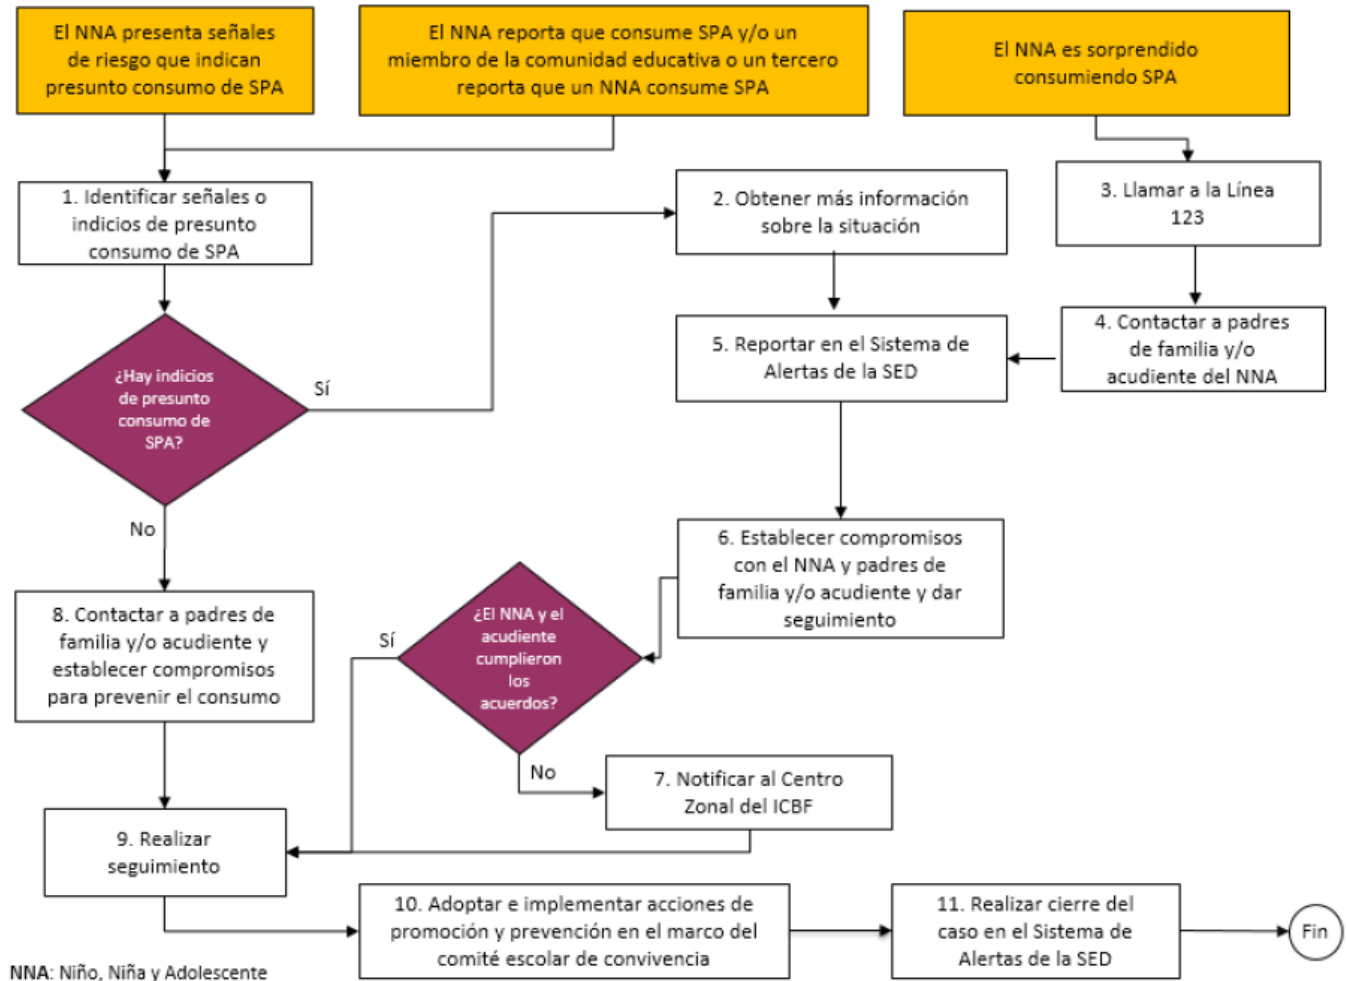 El NNA presenta señales
de riesgo que indican
presunto consumo de SPA
El NNA reporta que consume SPA y/o un
miembro de la comunidad educativa o un tercero
reporta que un NNA consume SPA
El NNA es sorprendido
consumiendo SPA
1. Identificar señales o
indicios de presunto
consumo de SPA
2. Obtener más información
sobre la situación
3. Llamar a la Línea
123
¿Hay indicios
de presunto
consumo de
SPA?
Sí
5. Reportar en el Sistema de
Alertas de la SED
4. Contactar a padres
de familia y/o
acudiente del NNA
No
6. Establecer compromisos
con el NNA y padres de
familia y/o acudiente y dar
seguimiento
8. Contactar a padres de
familia y/o acudiente y
establecer compromisos
para prevenir el consumo
Sí
¿El NNA y el
acudiente
cumplieron
los
acuerdos?
No
7. Notificar al Centro
Zonal del ICBF
9. Realizar
seguimiento
10. Adoptar e implementar acciones de
promoción y prevención en el marco del
comité escolar de convivencia
11. Realizar cierre del
caso en el Sistema de
Alertas de la SED
Fin
NNA: Niño, Niña y Adolescente